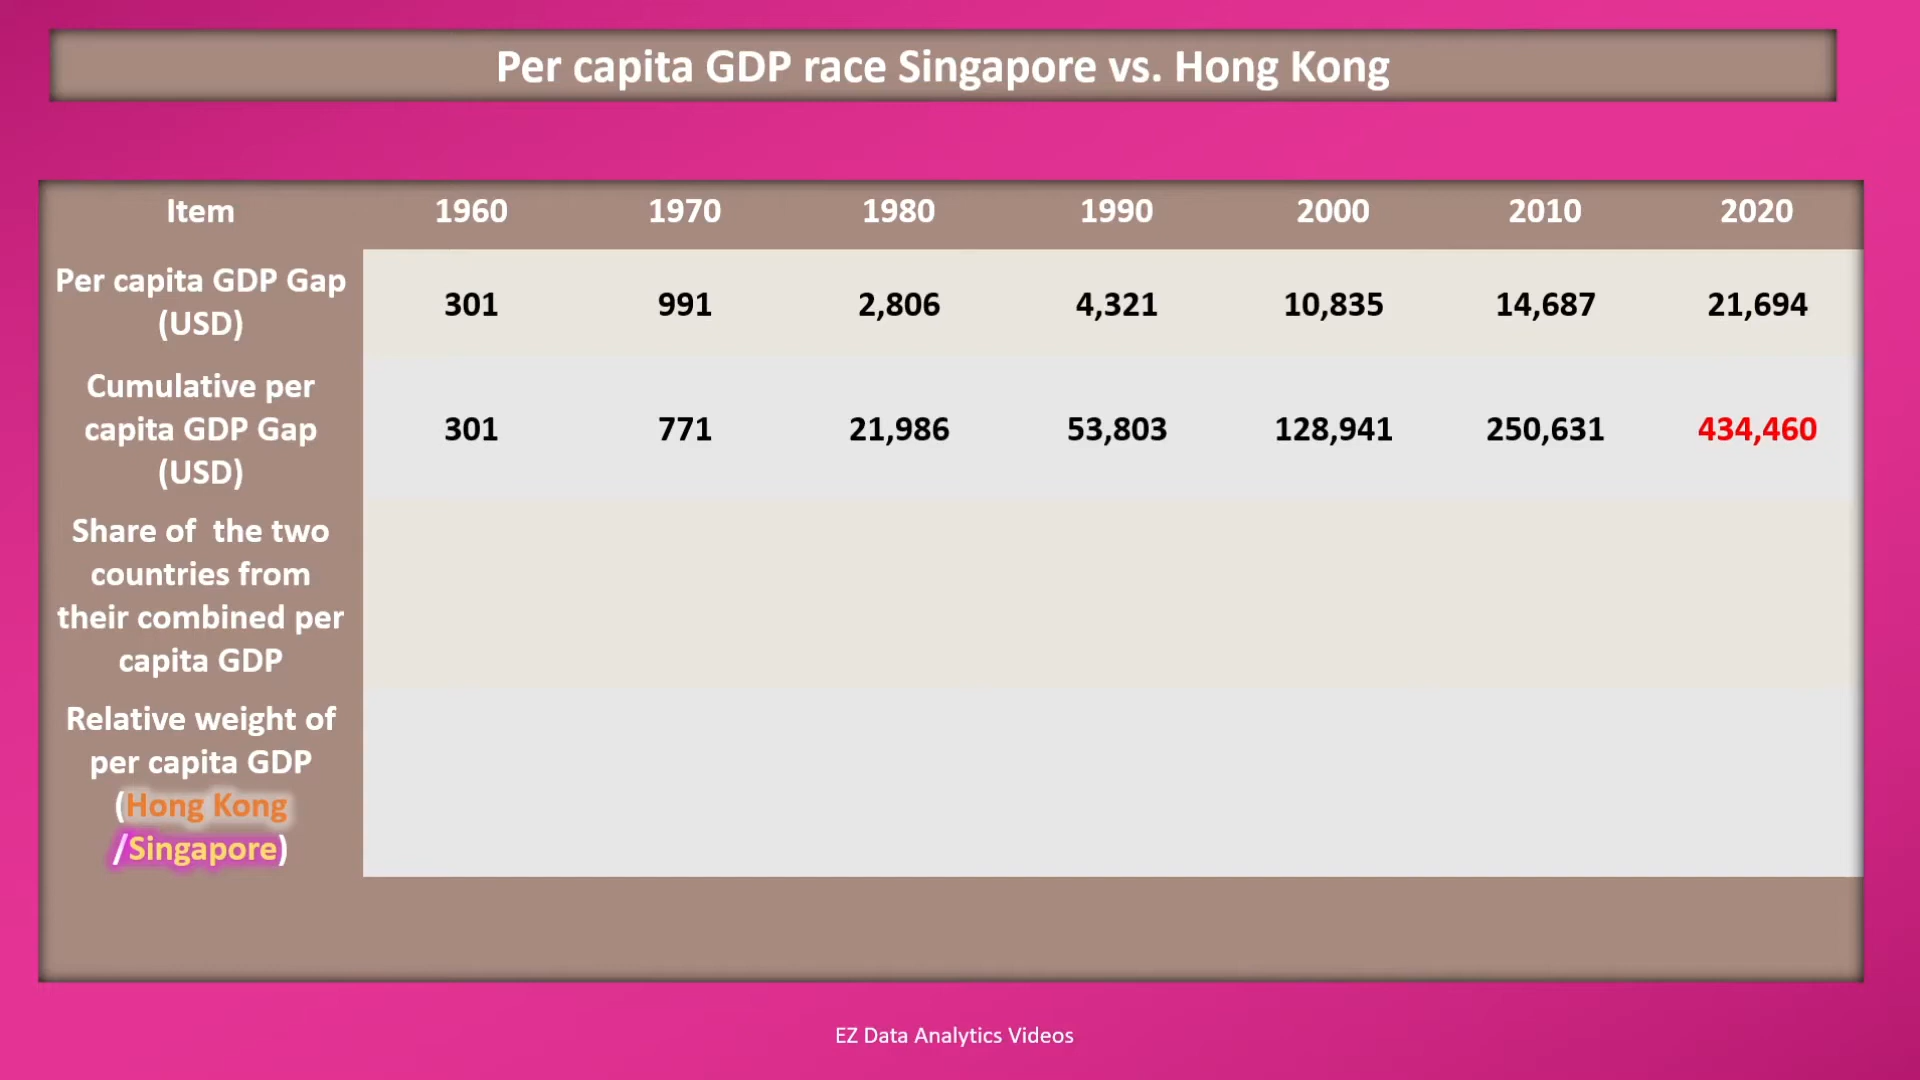 Per capita GDP race Singapore vs. Hong Kong
Item 1960 1970 1980 1990 2000 2010 2020
Per capita GDP Gap
(USD)
301 991 2,806 4,321 10,835 14,687 21,694
Cumulative per
capita GDP Gap
(USD)
301 771 21,986 53,803 128,941 250,631 434,460
Share of  the two
countries from
their combined per
capita GDP
Relative weight of
per capita GDP
(Hong Kong
/Singapore)
EZ Data Analytics Videos